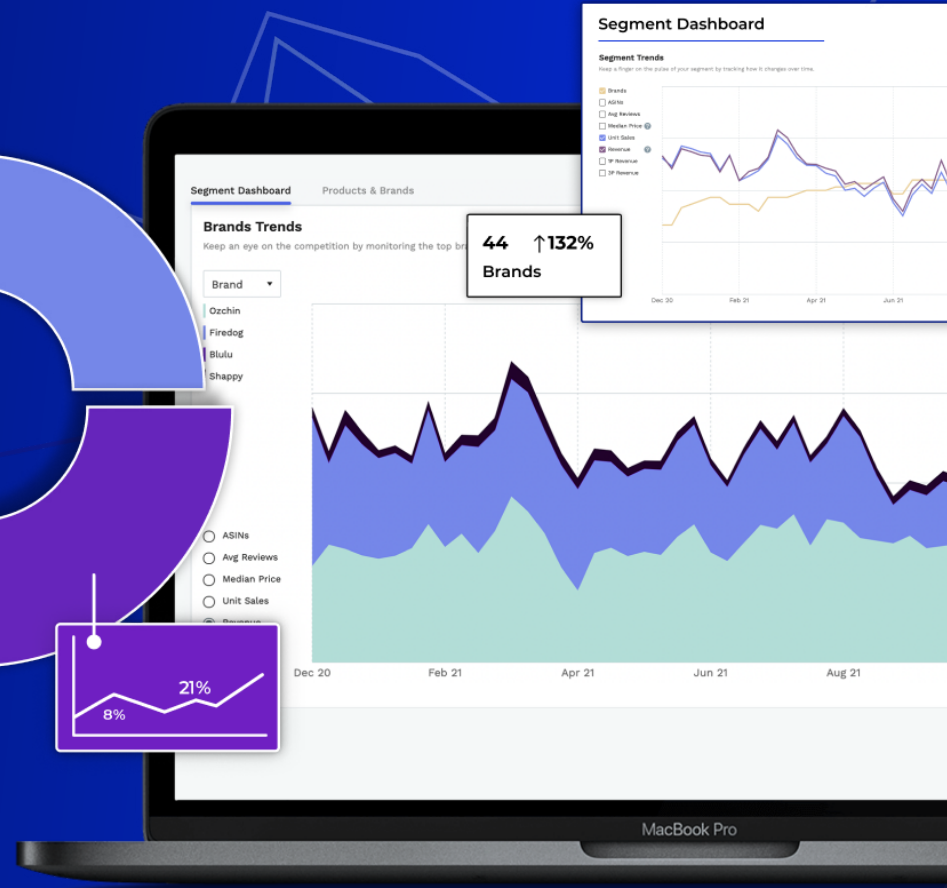 Segment Dashboard
Segment Trends
Keep a finger on the pulse of your segment by tracking how it changes over time.
Brands
ASINs
Avg Reviews
Median Price
Unit Sales
Revenue
1P Revenue
3P Revenue
Dec 20 Feb 21 Apr 21 Jun 21
Segment Dashboard Products & Brands
Brands Trends
Keep an eye on the competition by monitoring the top
44 ↑132%
Brands
Brand
Ozchin
Firedog
Blulu
Shappy
ASINs
Avg Reviews
Median Price
Unit Sales
Revenue
Dec 20 Feb 21 Apr 21 Jun 21 Aug 21
21%
8%
MacBook Pro